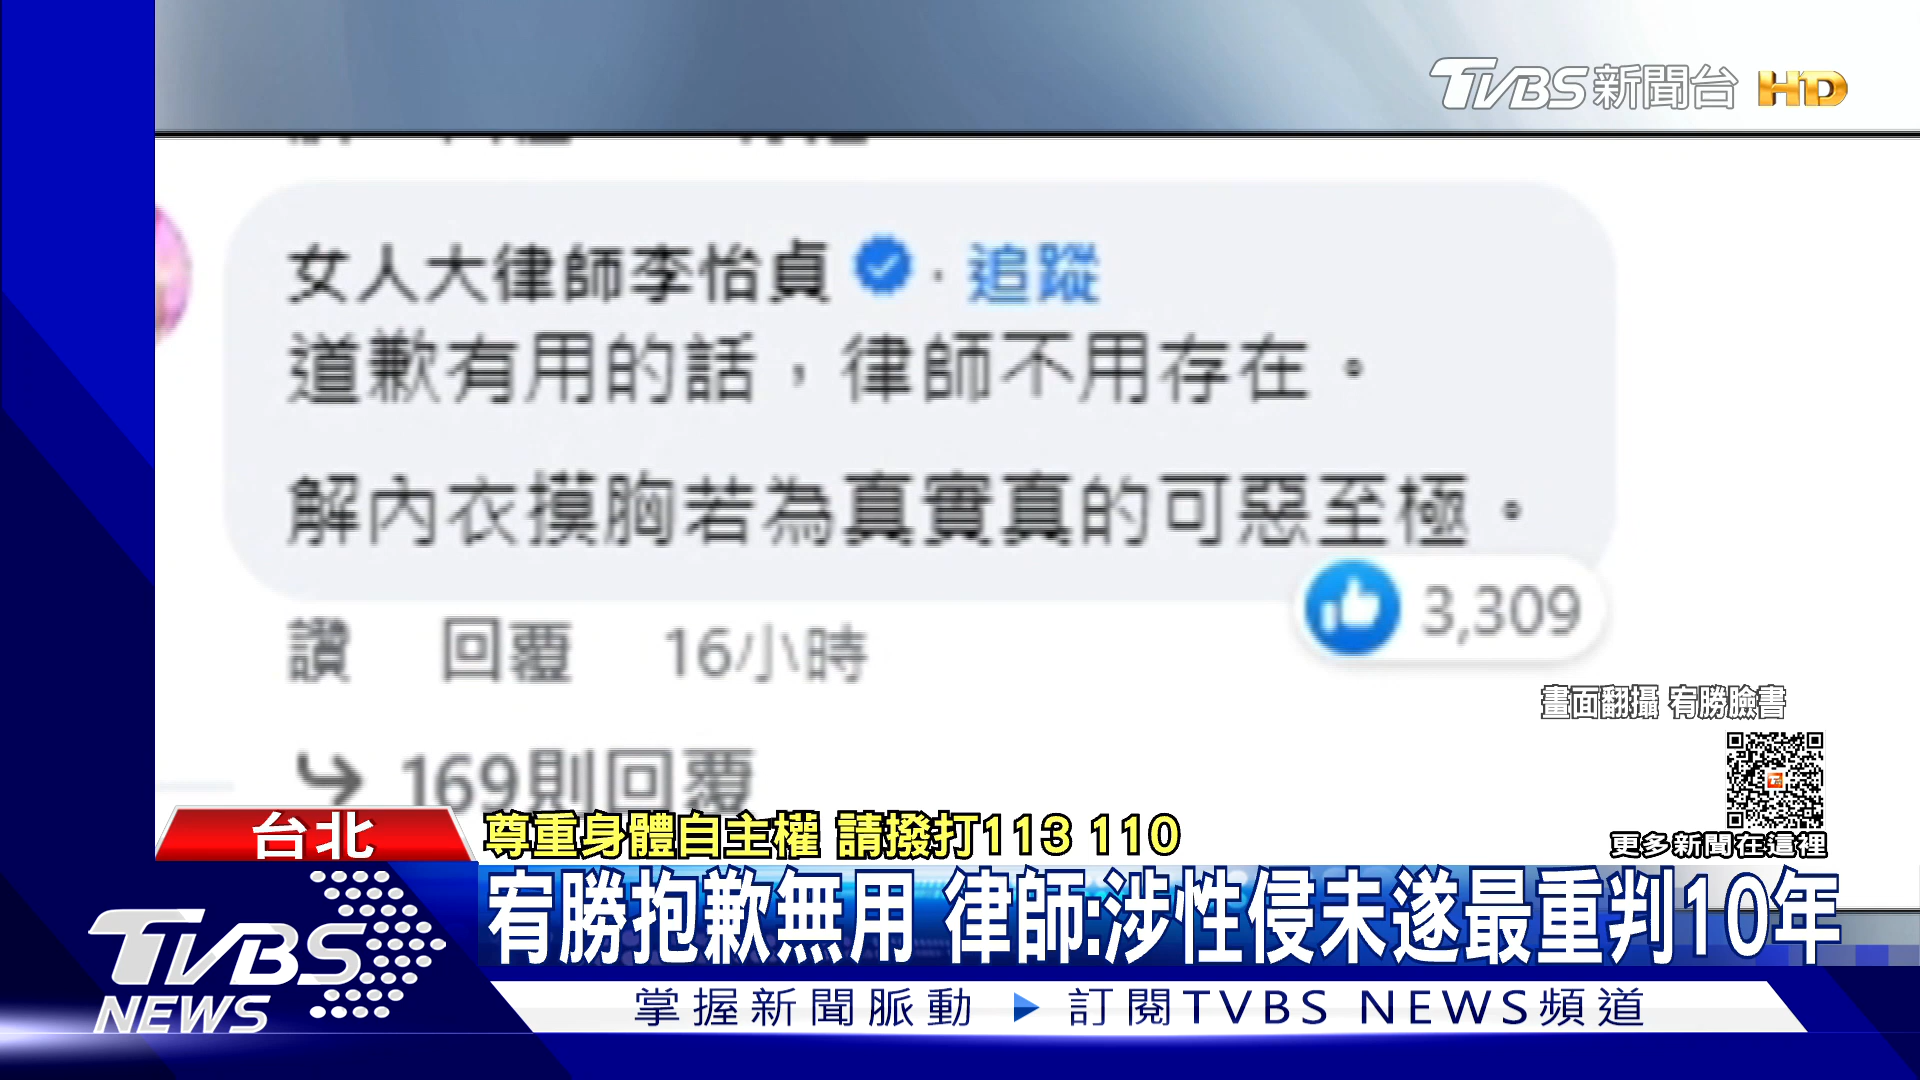 TVBS新聞台 HD
女人大律師李怡貞 · 追蹤
道歉有用的話，律師不用存在。
解內衣摸胸若為真實真的可惡至極。
3,309
讚 回覆 16小時
169則回覆
畫面翻攝 宥勝臉書
更多新聞在這裡
台北
尊重身體自主權 請撥打113 110
宥勝抱歉無用 律師:涉性侵未遂最重判10年
TVBS NEWS
掌握新聞脈動 ▶ 訂閱TVBS NEWS頻道